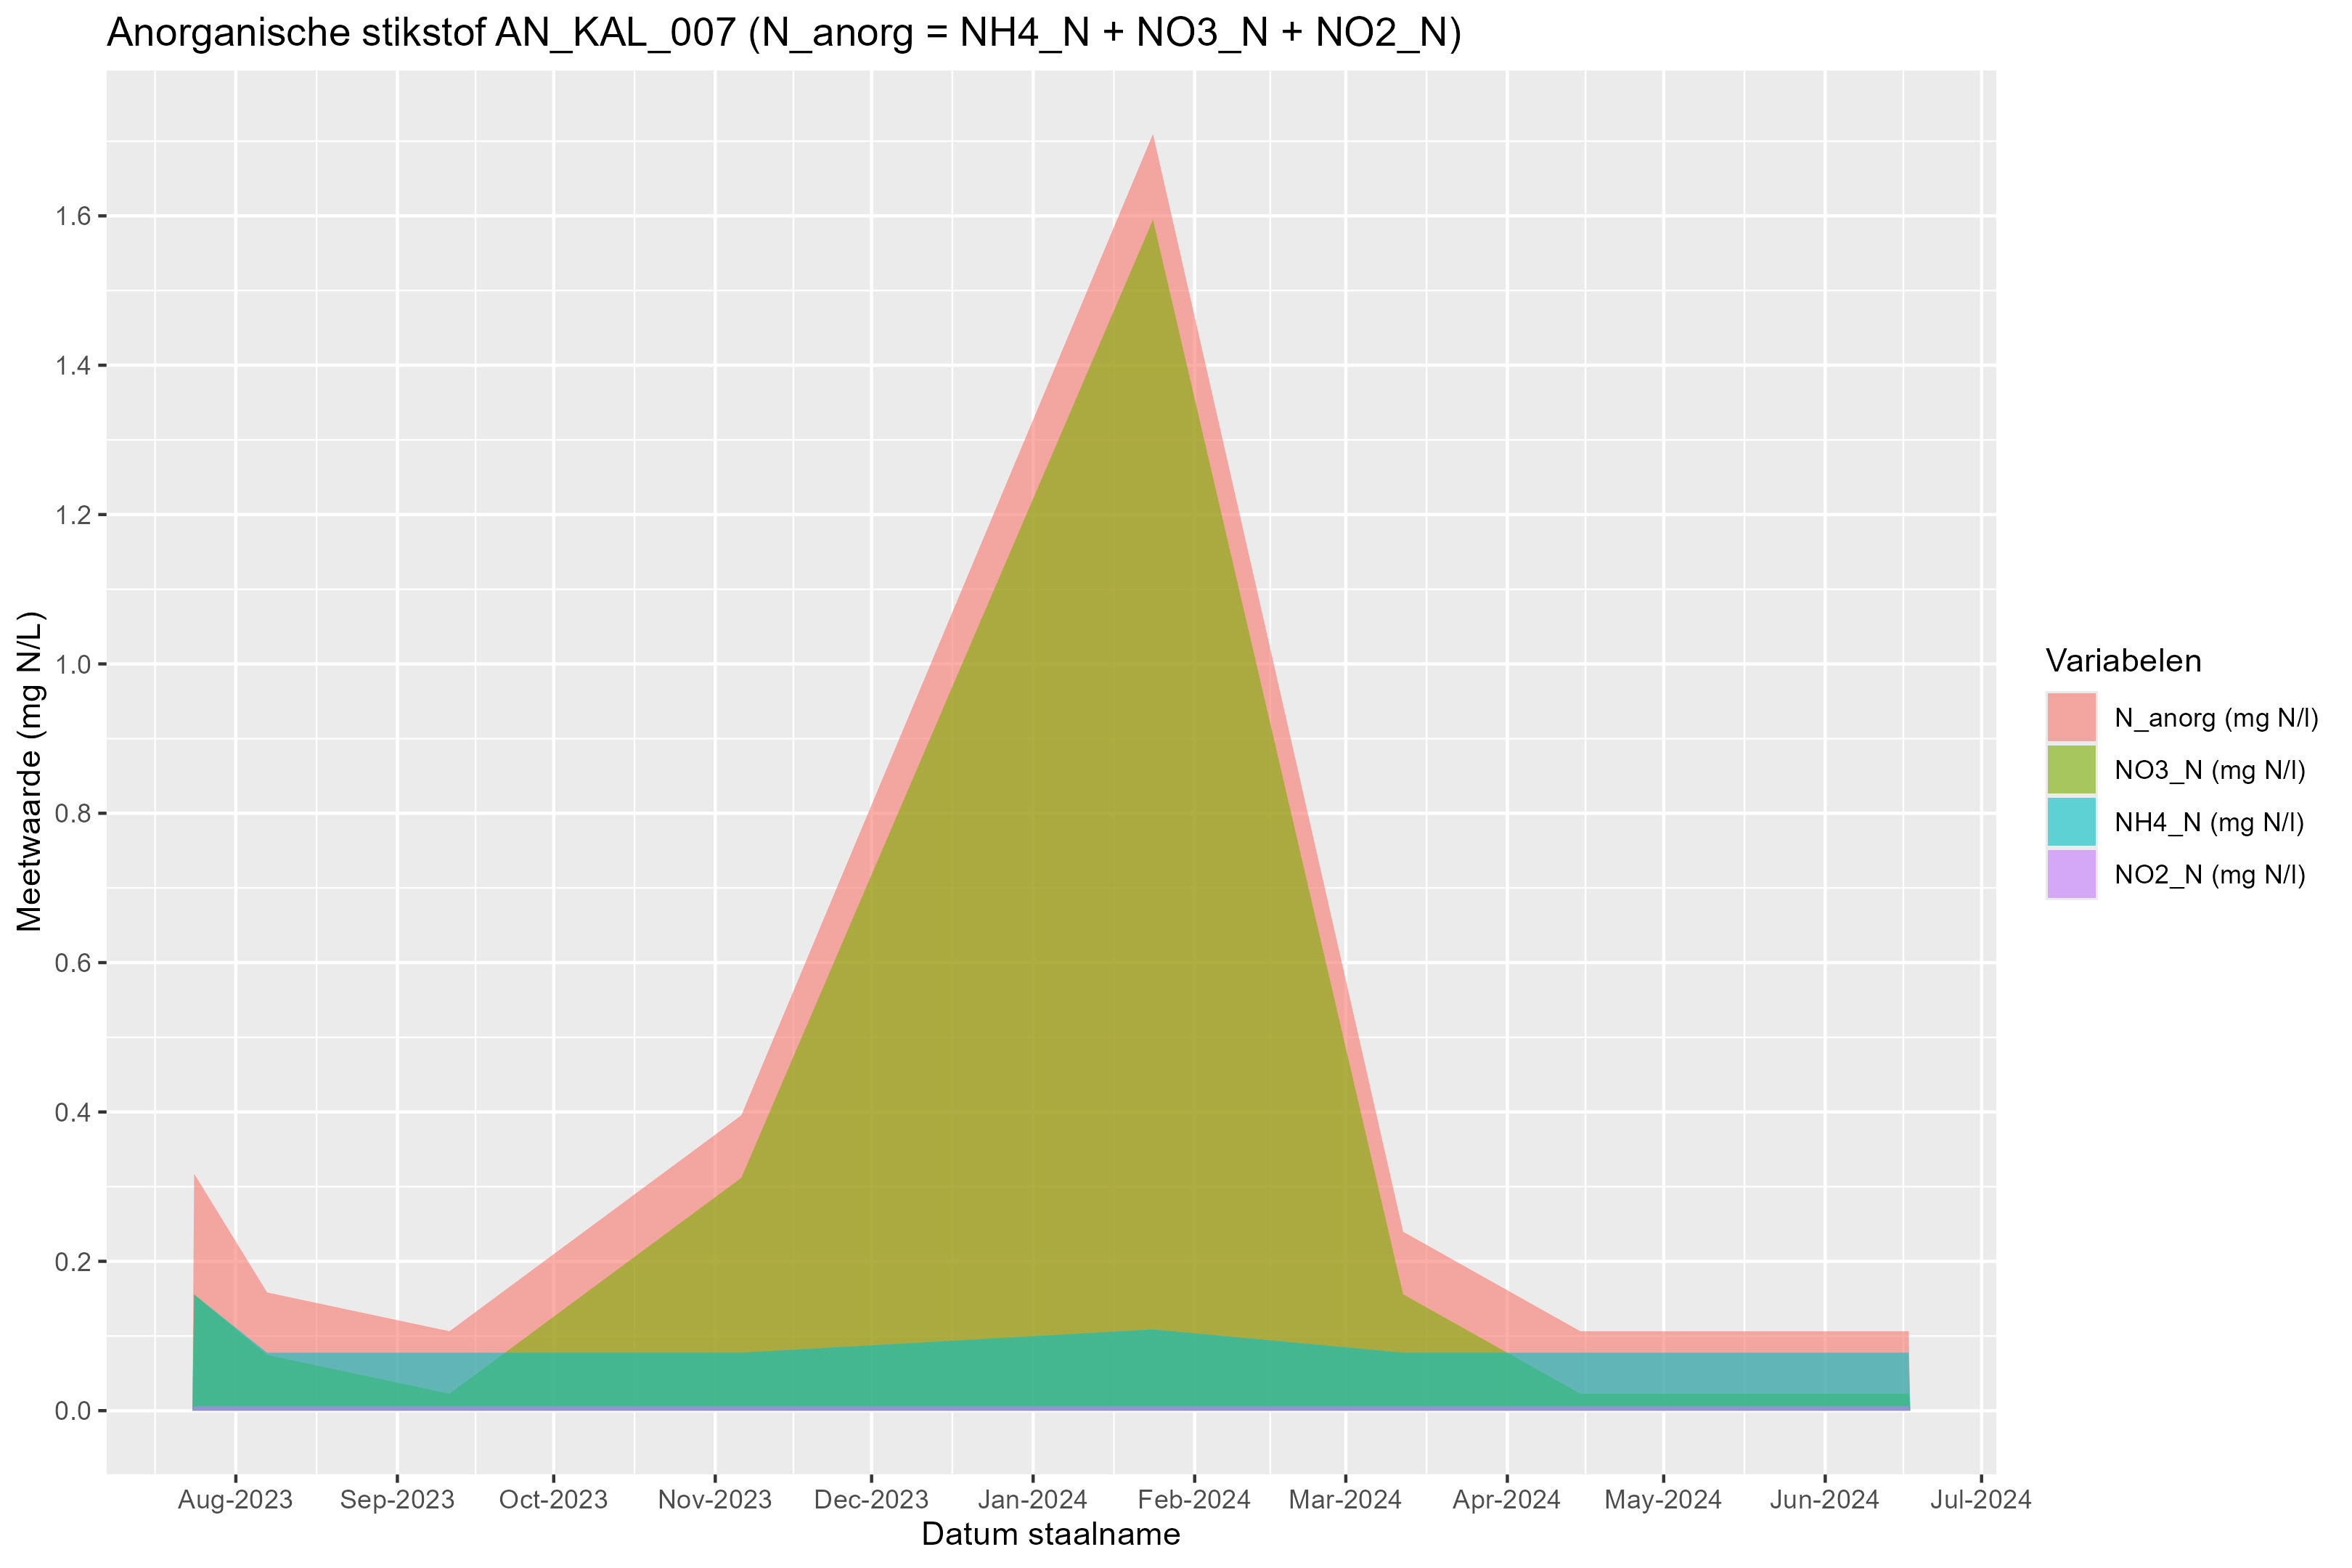 Anorganische stikstof AN_KAL_007 (N_anorg = NH4_N + NO3_N + NO2_N)
Meetwaarde (mg N/L)
1.6
1.4
1.2
1.0
0.8
0.6
0.4
0.2
0.0
Aug-2023 Sep-2023 Oct-2023 Nov-2023 Dec-2023 Jan-2024 Feb-2024 Mar-2024 Apr-2024 May-2024 Jun-2024 Jul-2024
Datum staalname
Variabelen
N_anorg (mg N/l)
NO3_N (mg N/l)
NH4_N (mg N/l)
NO2_N (mg N/l)